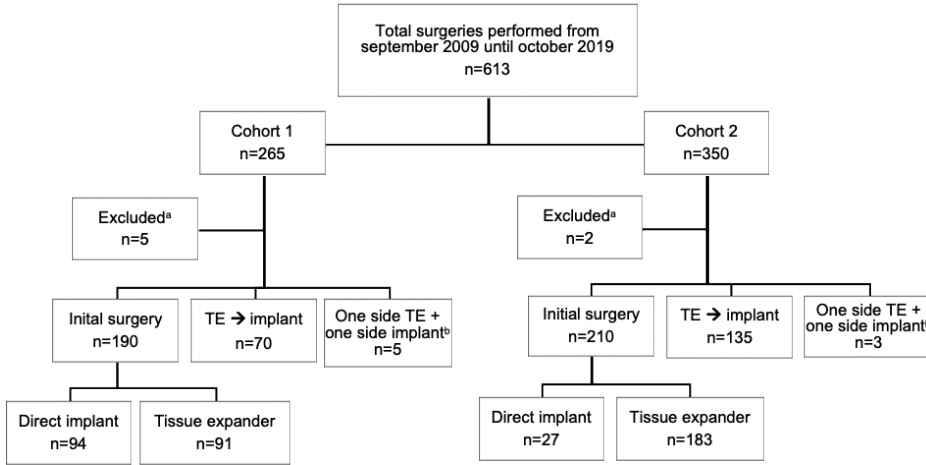 Total surgeries performed from
september 2009 until october 2019
n=613
Cohort 1
n=265
Cohort 2
n=350
Excludedᵃ
n=5
Excludedᵃ
n=2
Inital surgery
n=190
TE → implant
n=70
One side TE +
one side implantᵇ
n=5
Initial surgery
n=210
TE → implant
n=135
One side TE +
one side implant
n=3
Direct implant
n=94
Tissue expander
n=91
Direct implant
n=27
Tissue expander
n=183